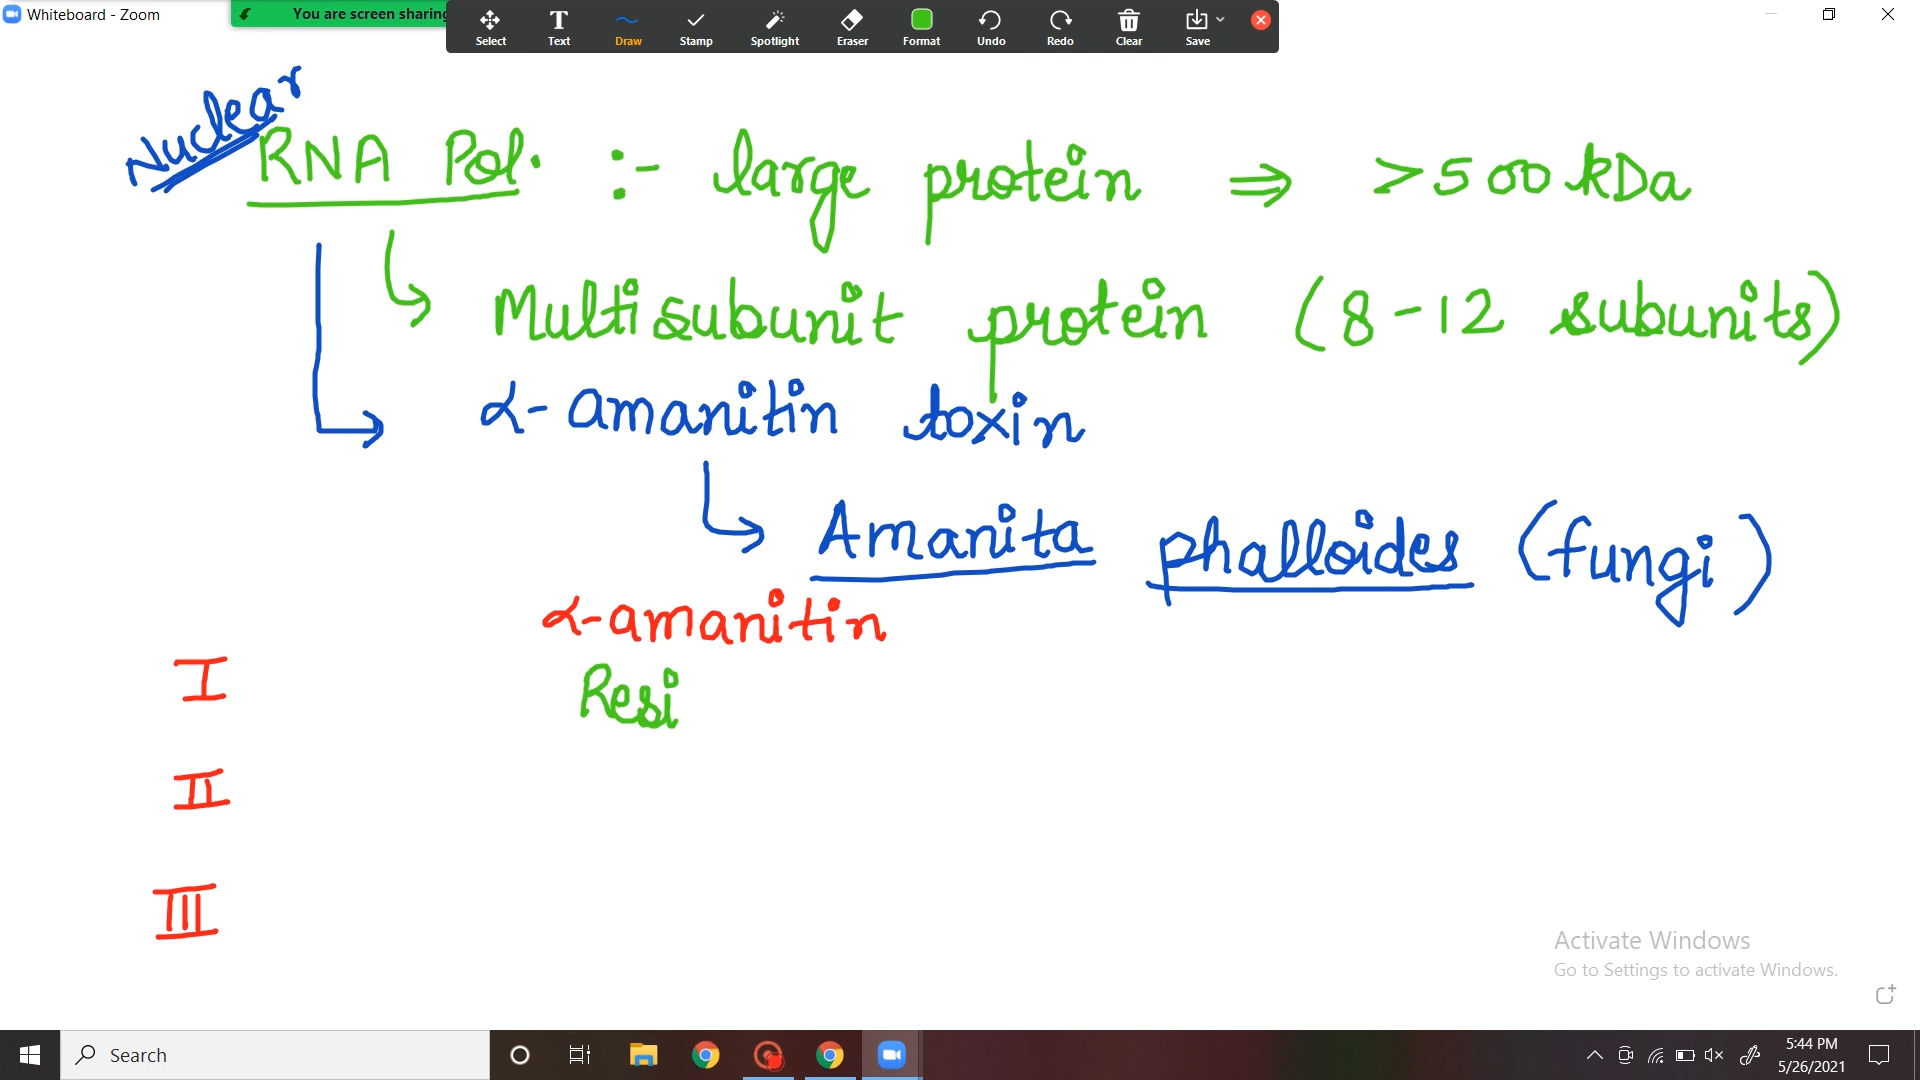 Whiteboard - Zoom
You are screen sharing
Select Text Draw Stamp Spotlight Eraser Format Undo Redo Clear Save
Nuclear
RNA Pol. :- large protein ⇒ >500 kDa
Multisubunit protein (8-12 subunits)
α-amanitin toxin
Amanita phalloides (fungi)
α-amanitin
I Resi
II
III
Activate Windows
Go to Settings to activate Windows.
Search
5:44 PM
5/26/2021